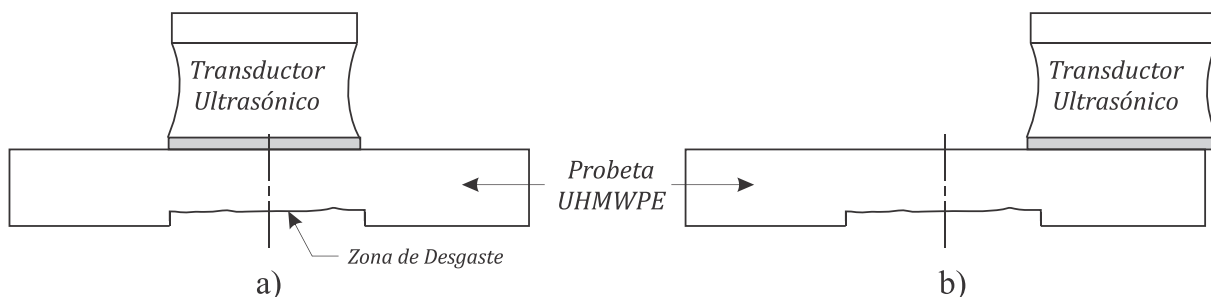 Transductor
Ultrasónico
Transductor
Ultrasónico
Probeta
UHMWPE
Zona de Desgaste
a)
b)